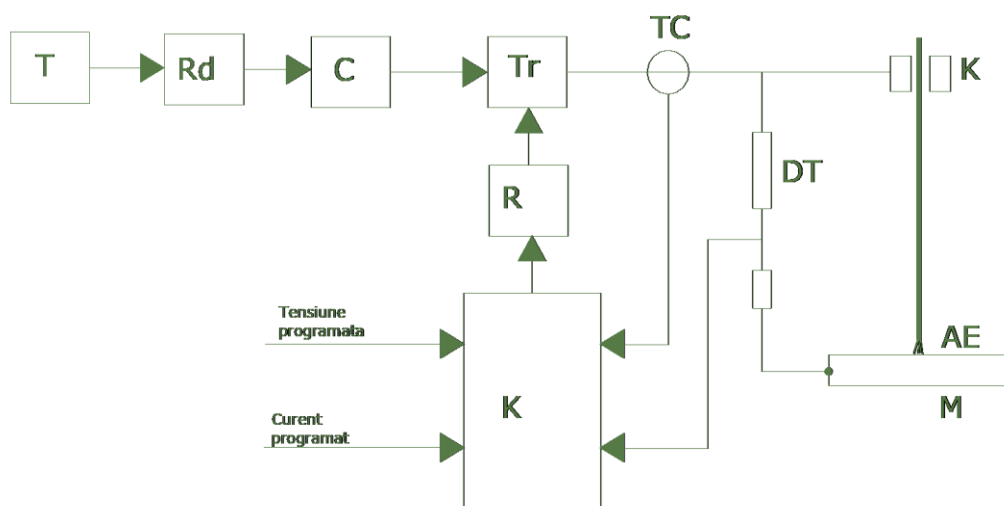 TC
T
Rd
C
Tr
K
DT
R
Tensiune
programata
AE
K
M
Curent
programat